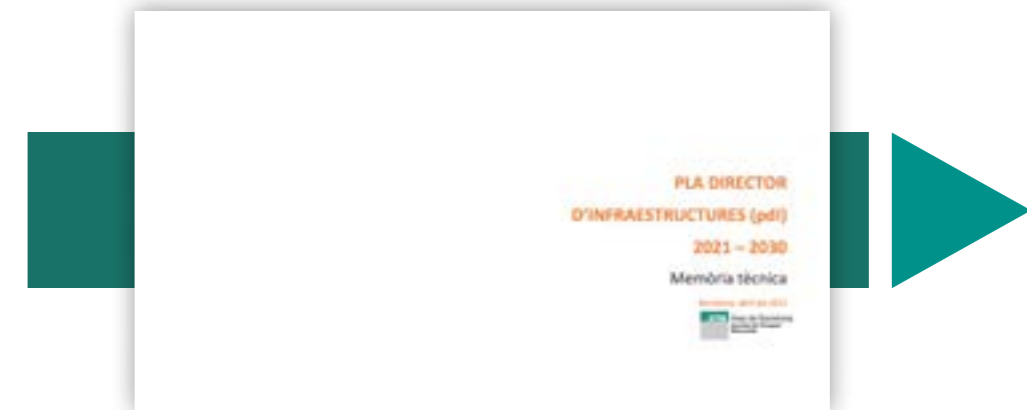 PLA DIRECTOR
D'INFRAESTRUCTURES (pdI)
2021 – 2030
Memòria tècnica